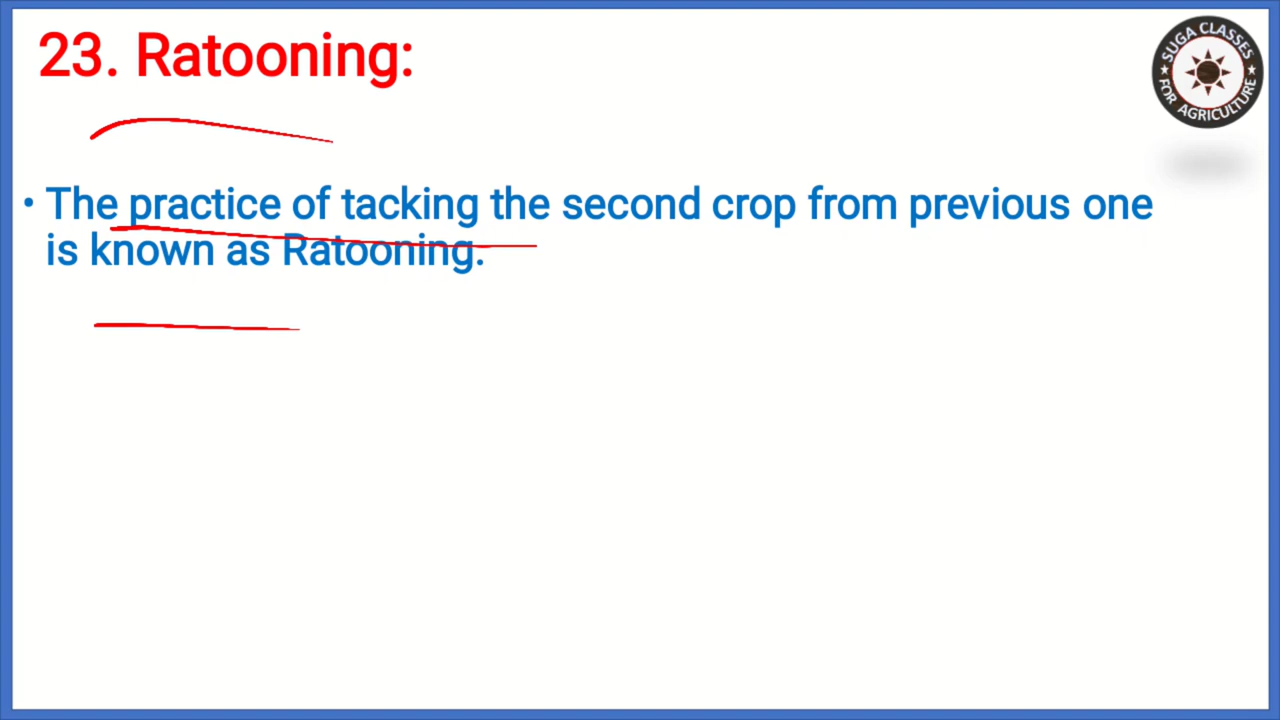 23. Ratooning:
SUGA CLASSES
FOR AGRICULTURE
• The practice of tacking the second crop from previous one
is known as Ratooning.